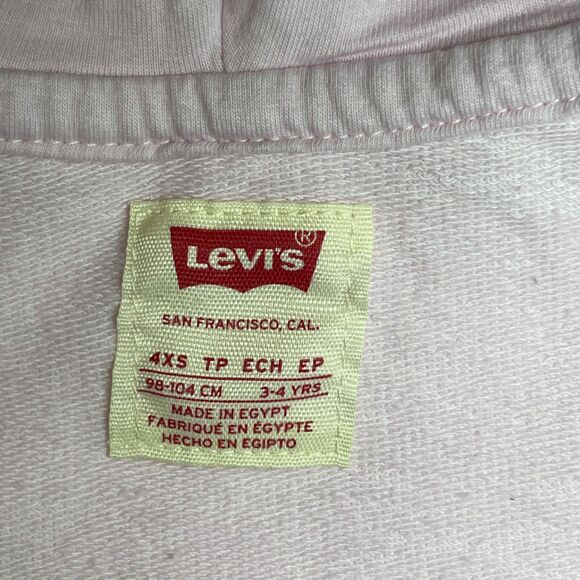 Levi's®
SAN FRANCISCO, CAL.
4XS TP ECH EP
98-104 CM 3-4 YRS
MADE IN EGYPT
FABRIQUÉ EN ÉGYPTE
HECHO EN EGIPTO